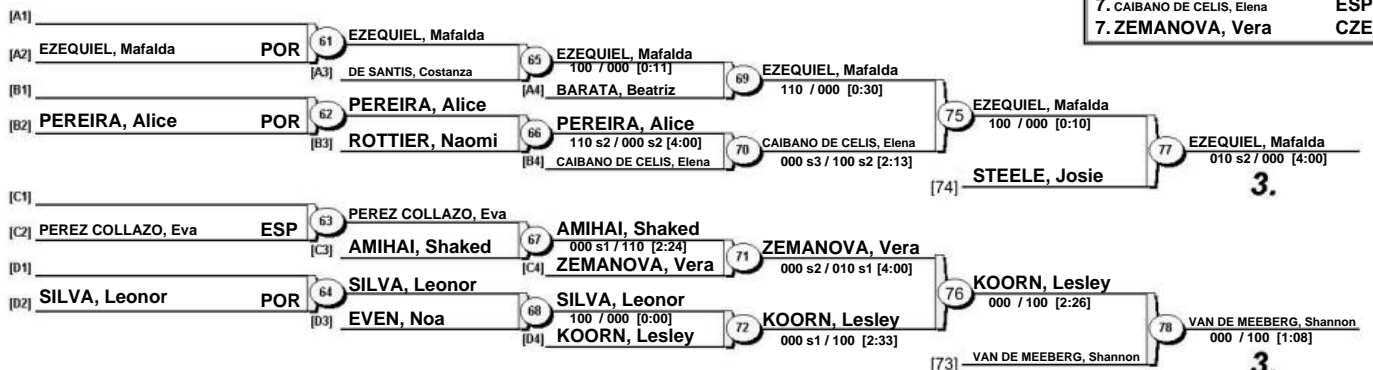 7. CAIBANO DE CELIS, Elena ESP
7. ZEMANOVA, Vera CZE
[A1]
[A2] EZEQUIEL, Mafalda POR
61 EZEQUIEL, Mafalda
[A3] DE SANTIS, Costanza
65 EZEQUIEL, Mafalda
100 / 000 [0:11]
[A4] BARATA, Beatriz
69 EZEQUIEL, Mafalda
110 / 000 [0:30]
[B1]
[B2] PEREIRA, Alice POR
62 PEREIRA, Alice
[B3] ROTTIER, Naomi
66 PEREIRA, Alice
110 s2 / 000 s2 [4:00]
[B4] CAIBANO DE CELIS, Elena
70 CAIBANO DE CELIS, Elena
000 s3 / 100 s2 [2:13]
75 EZEQUIEL, Mafalda
100 / 000 [0:10]
[74] STEELE, Josie
77 EZEQUIEL, Mafalda
010 s2 / 000 [4:00]
3.
[C1]
[C2] PEREZ COLLAZO, Eva ESP
63 PEREZ COLLAZO, Eva
[C3] AMIHAI, Shaked
67 AMIHAI, Shaked
000 s1 / 110 [2:24]
[C4] ZEMANOVA, Vera
71 ZEMANOVA, Vera
000 s2 / 010 s1 [4:00]
[D1]
[D2] SILVA, Leonor POR
64 SILVA, Leonor
[D3] EVEN, Noa
68 SILVA, Leonor
100 / 000 [0:00]
[D4] KOORN, Lesley
72 KOORN, Lesley
000 s1 / 100 [2:33]
76 KOORN, Lesley
000 / 100 [2:26]
[73] VAN DE MEEBERG, Shannon
78 VAN DE MEEBERG, Shannon
000 / 100 [1:08]
3.